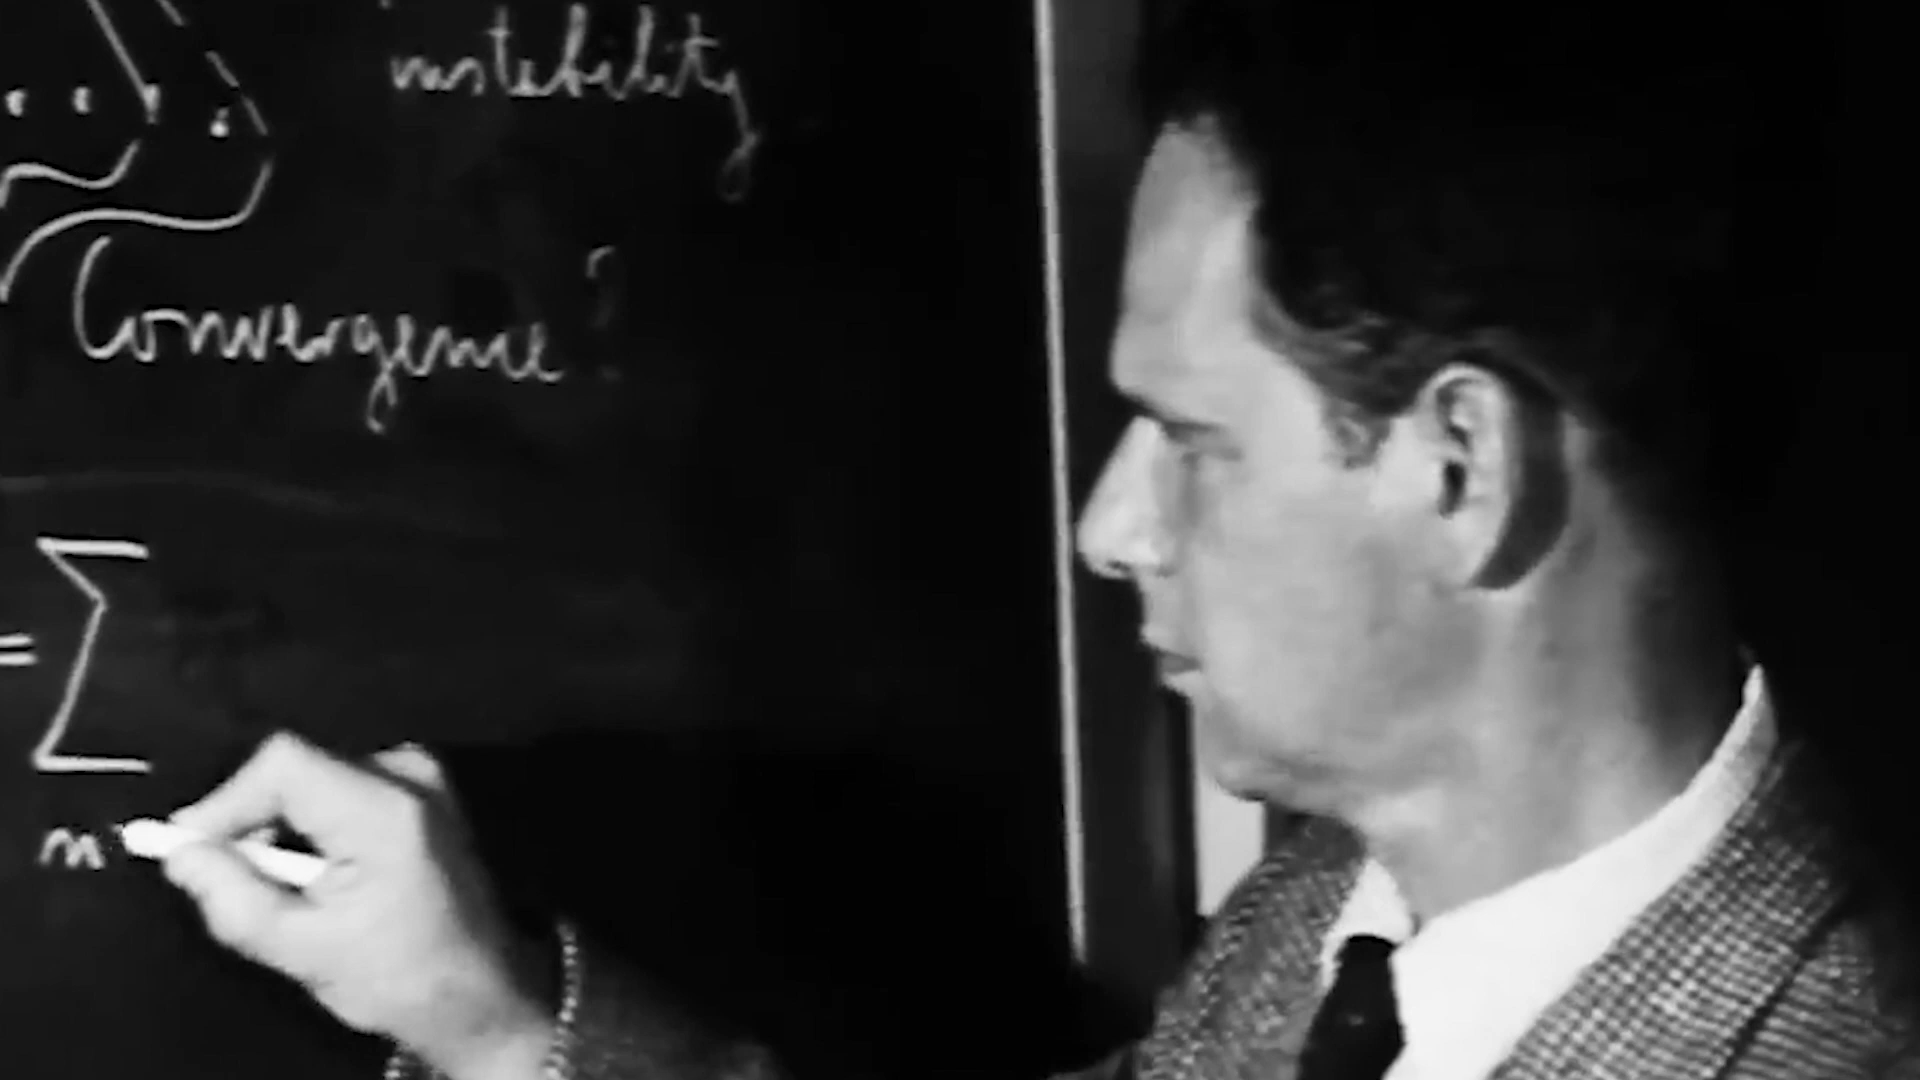 instability
Convergence?
= Σ
n